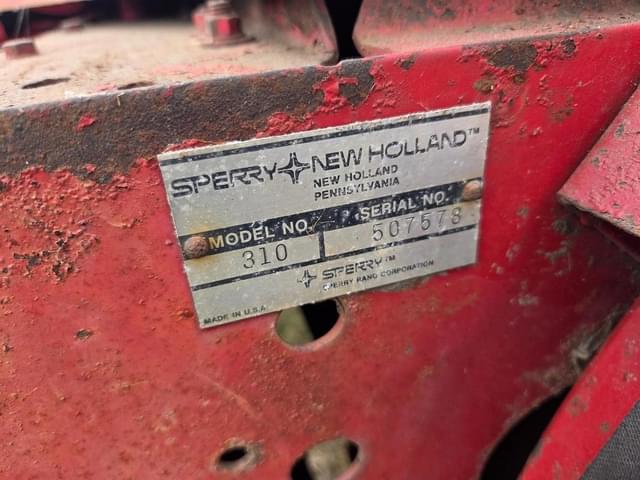 SPERRY NEW HOLLAND™
NEW HOLLAND
PENNSYLVANIA
MODEL NO. SERIAL NO.
310 507578
SPERRY™
SPERRY RAND CORPORATION
MADE IN U.S.A.